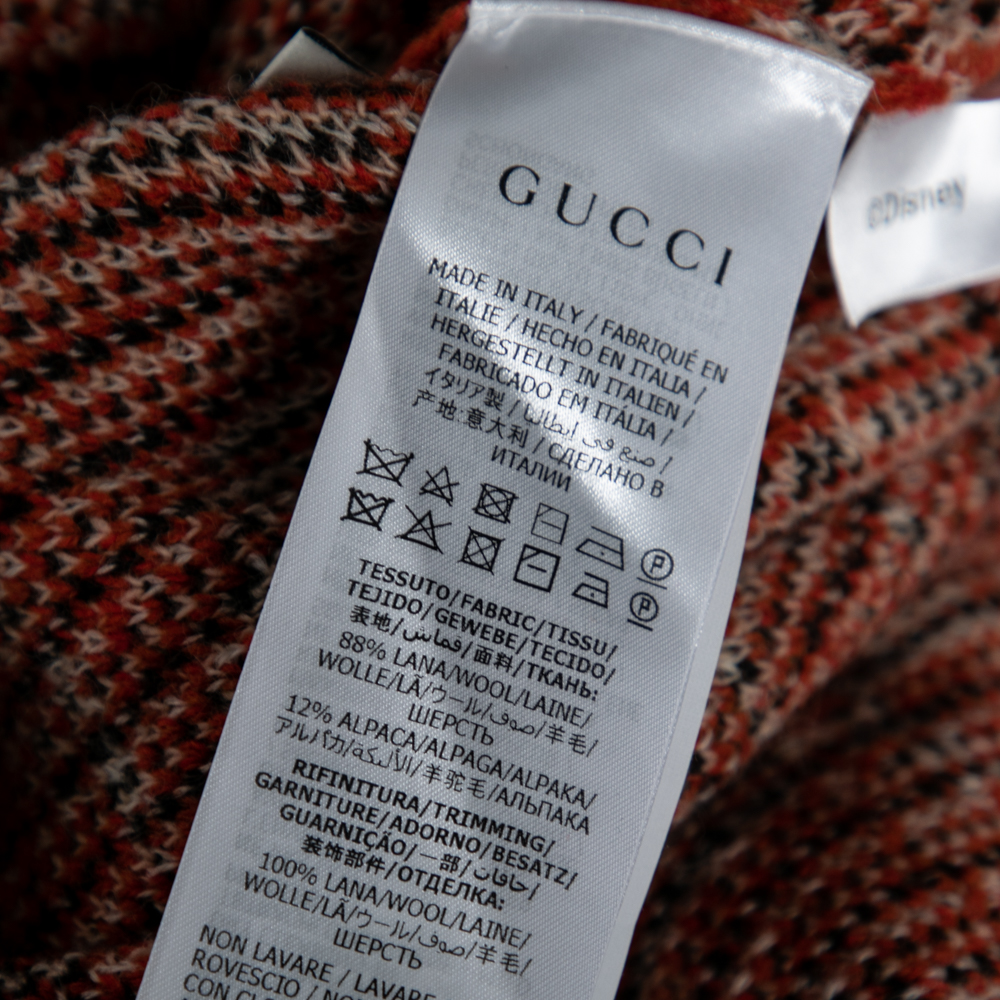 GUCCI
MADE IN ITALY / FABRIQUÉ EN
ITALIE / HECHO EN ITALIA /
HERGESTELLT IN ITALIEN /
FABRICADO EM ITÁLIA /
イタリア製 / صنع في ايطاليا /
产地:意大利 / СДЕЛАНО В
ИТАЛИИ
P
P
TESSUTO/FABRIC/TISSU/
TEJIDO/GEWEBE/TECIDO/
表地/قماش/面料/ТКАНЬ:
88% LANA/WOOL/LAINE/
WOLLE/LÃ/ウール/صوف/羊毛/
ШЕРСТЬ
12% ALPACA/ALPAGA/ALPAKA/
アルパカ/الألبكة/羊驼毛/АЛЬПАКА
RIFINITURA/TRIMMING/
GARNITURE/ADORNO/BESATZ/
GUARNIÇÃO/一部/حافات/
装饰部件/ОТДЕЛКА:
100% LANA/WOOL/LAINE/
WOLLE/LÃ/ウール/صوف/羊毛/
ШЕРСТЬ
NON LAVARE / LAVARE
ROVESCIO / NO
CON CL
©Disney